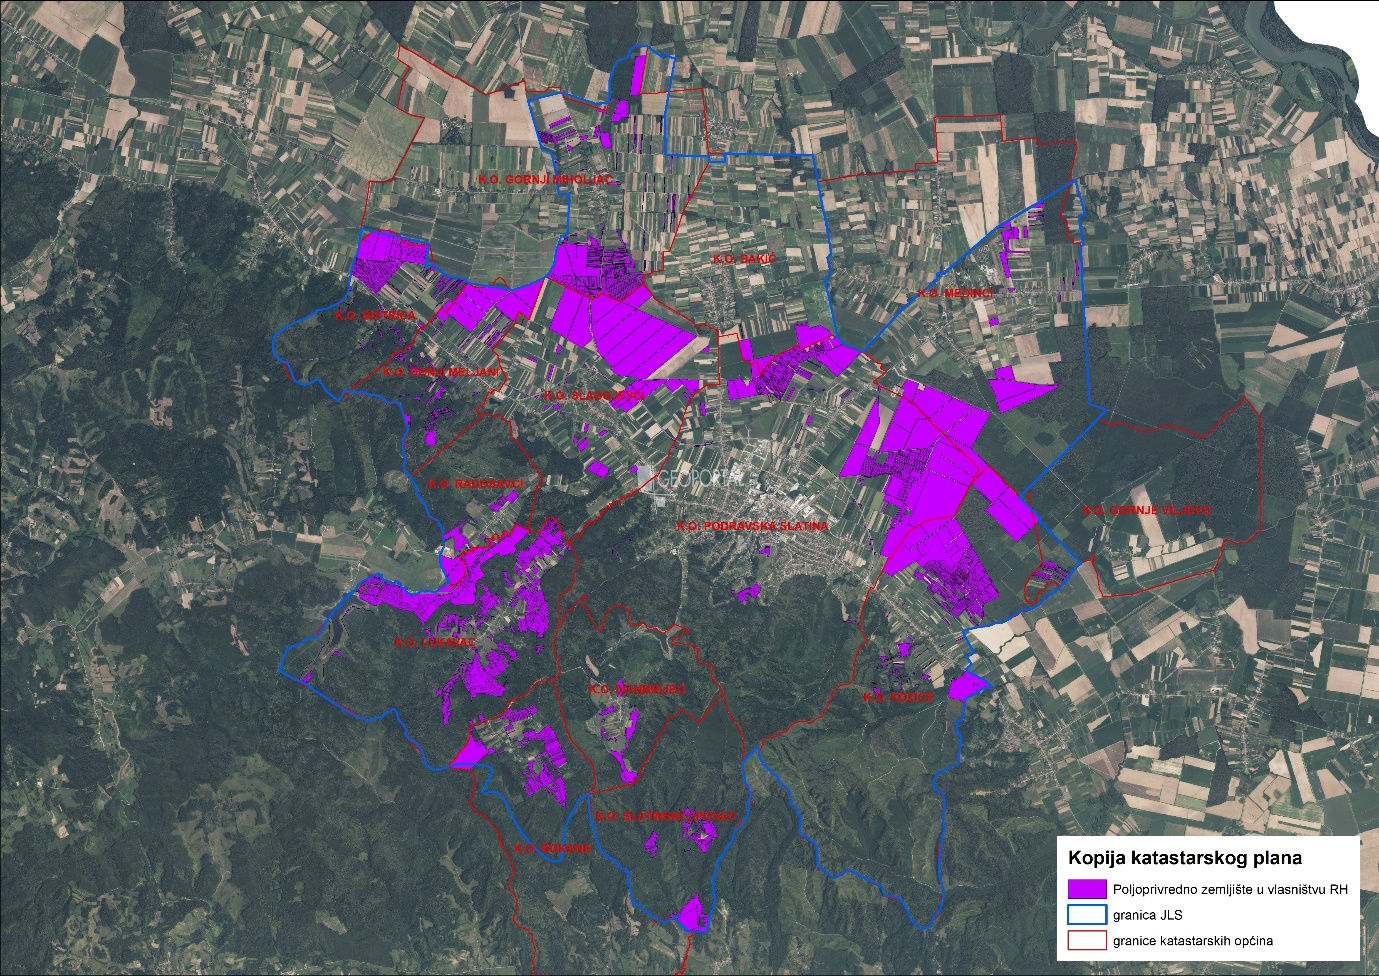 K.O. GORNJI MIHOLJAC
K.O. BAKIĆ
K.O. MEDINCI
K.O. BISTRICA
K.O. DONJI MELJANI
K.O. SLADOJEVCI
GEOPORTAL
K.O. RADOSAVCI
K.O. GORNJE VILJEVO
K.O. PODRAVSKA SLATINA
K.O. LUKAVAC
K.O. IVANBRIJEG
K.O. KOZICE
K.O. SLATINSKI DRENOVAC
Kopija katastarskog plana
Poljoprivredno zemljište u vlasništvu RH
granica JLS
granice katastarskih općina